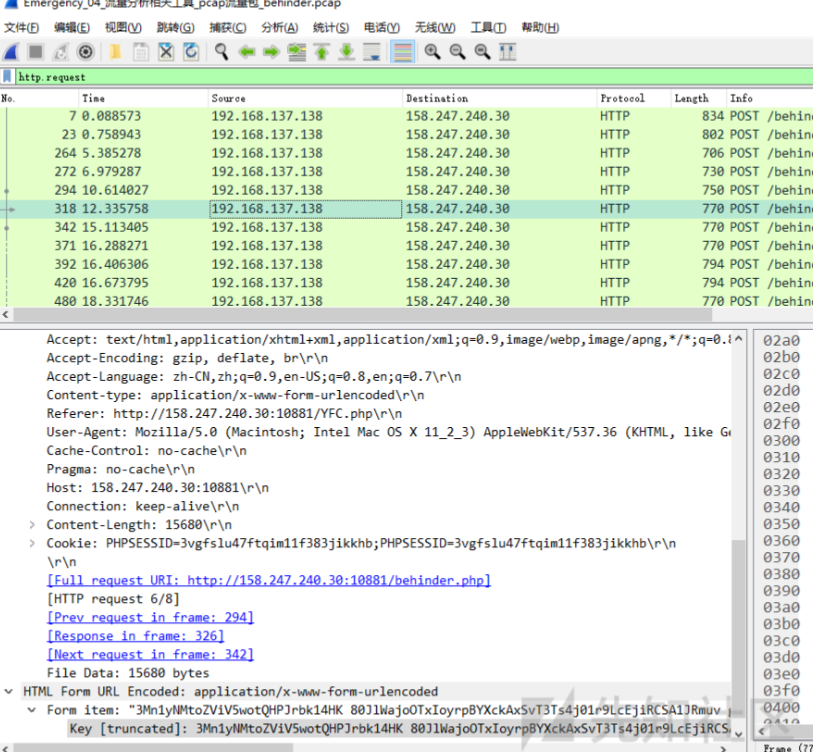 Emergency_04_流量分析相关工具_pcap流量包_behinder.pcap
文件(F) 编辑(E) 视图(V) 跳转(G) 捕获(C) 分析(A) 统计(S) 电话(Y) 无线(W) 工具(T) 帮助(H)
http.request
No. Time Source Destination Protocol Length Info
7 0.088573 192.168.137.138 158.247.240.30 HTTP 834 POST /behin
23 0.758943 192.168.137.138 158.247.240.30 HTTP 802 POST /behin
264 5.385278 192.168.137.138 158.247.240.30 HTTP 706 POST /behin
272 6.979287 192.168.137.138 158.247.240.30 HTTP 730 POST /behin
294 10.614027 192.168.137.138 158.247.240.30 HTTP 750 POST /behin
318 12.335758 192.168.137.138 158.247.240.30 HTTP 770 POST /behin
342 15.113405 192.168.137.138 158.247.240.30 HTTP 770 POST /behin
371 16.288271 192.168.137.138 158.247.240.30 HTTP 770 POST /behin
392 16.406306 192.168.137.138 158.247.240.30 HTTP 794 POST /behin
420 16.673795 192.168.137.138 158.247.240.30 HTTP 794 POST /behin
480 18.331746 192.168.137.138 158.247.240.30 HTTP 770 POST /behin
Accept: text/html,application/xhtml+xml,application/xml;q=0.9,image/webp,image/apng,*/*;q=0.8
Accept-Encoding: gzip, deflate, br\r\n
Accept-Language: zh-CN,zh;q=0.9,en-US;q=0.8,en;q=0.7\r\n
Content-type: application/x-www-form-urlencoded\r\n
Referer: http://158.247.240.30:10881/YFC.php\r\n
User-Agent: Mozilla/5.0 (Macintosh; Intel Mac OS X 11_2_3) AppleWebKit/537.36 (KHTML, like Ge
Cache-Control: no-cache\r\n
Pragma: no-cache\r\n
Host: 158.247.240.30:10881\r\n
Connection: keep-alive\r\n
Content-Length: 15680\r\n
Cookie: PHPSESSID=3vgfslu47ftqim11f383jikkhb;PHPSESSID=3vgfslu47ftqim11f383jikkhb\r\n
\r\n
[Full request URI: http://158.247.240.30:10881/behinder.php]
[HTTP request 6/8]
[Prev request in frame: 294]
[Response in frame: 326]
[Next request in frame: 342]
File Data: 15680 bytes
HTML Form URL Encoded: application/x-www-form-urlencoded
Form item: "3Mn1yNMtoZViV5wotQHPJrbk14HK 80JlWajoOTxIoyrpBYXckAxSvT3Ts4j01r9LcEjiRCSA1JRmuv
Key [truncated]: 3Mn1yNMtoZViV5wotQHPJrbk14HK 80JlWajoOTxIoyrpBYXckAxSvT3Ts4j01r9LcEjiRCS
02a0
02b0
02c0
02d0
02e0
02f0
0300
0310
0320
0330
0340
0350
0360
0370
0380
0390
03a0
03b0
03c0
03d0
03e0
03f0
0400
0410
Frame (77
先知社区